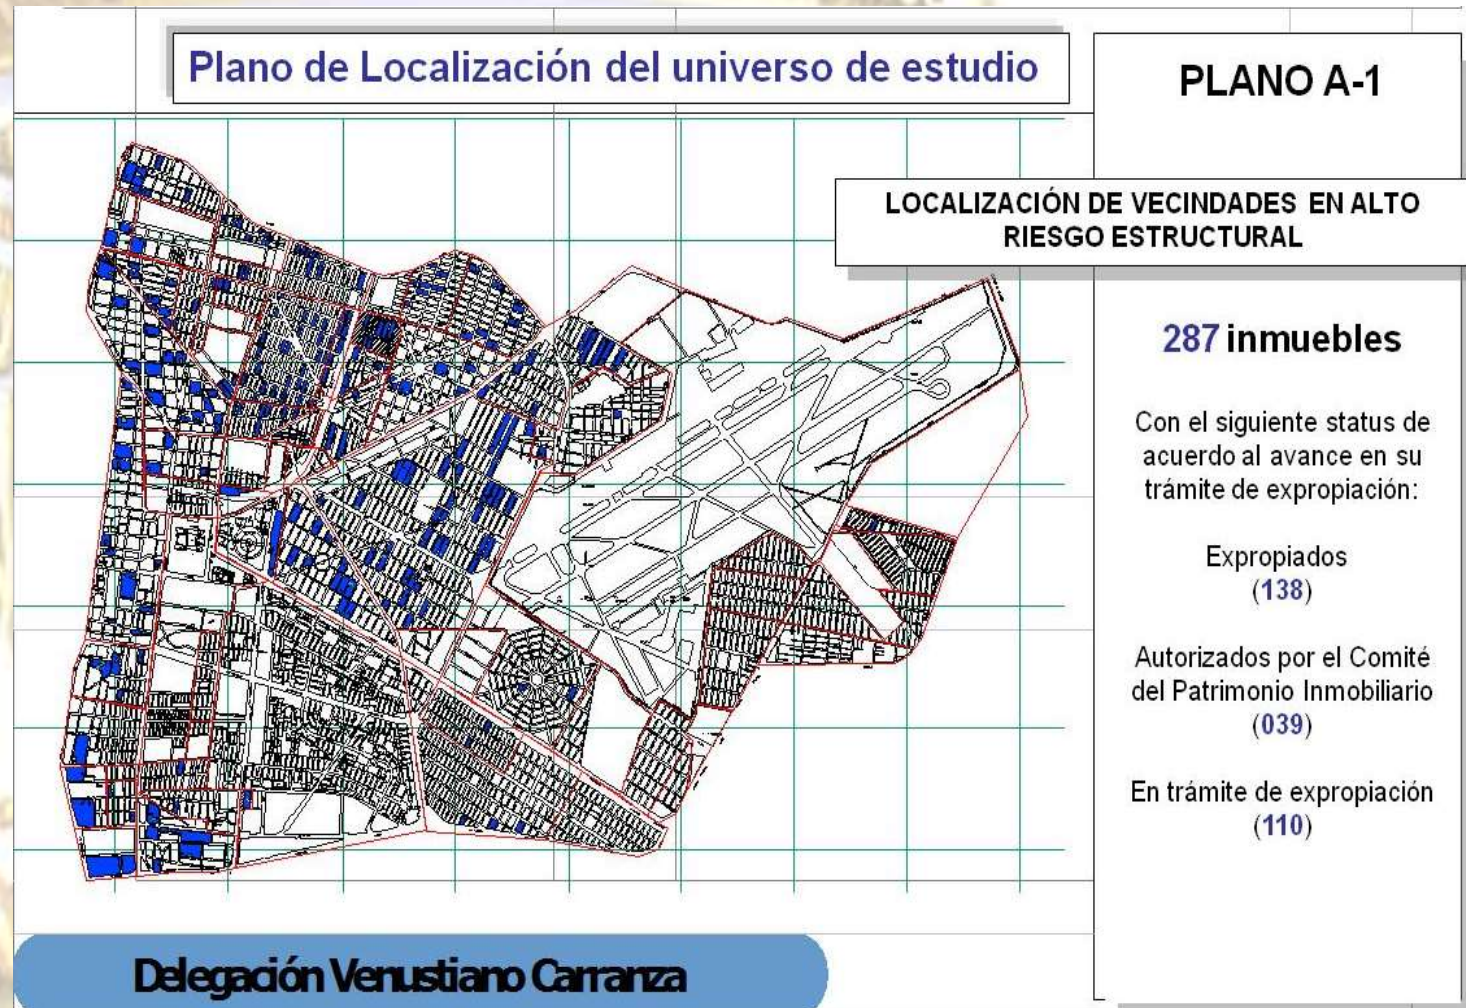 Plano de Localización del universo de estudio
PLANO A-1
LOCALIZACIÓN DE VECINDADES EN ALTO
RIESGO ESTRUCTURAL
287 inmuebles
Con el siguiente status de
acuerdo al avance en su
trámite de expropiación:
Expropiados
(138)
Autorizados por el Comité
del Patrimonio Inmobiliario
(039)
En trámite de expropiación
(110)
Delegación Venustiano Carranza